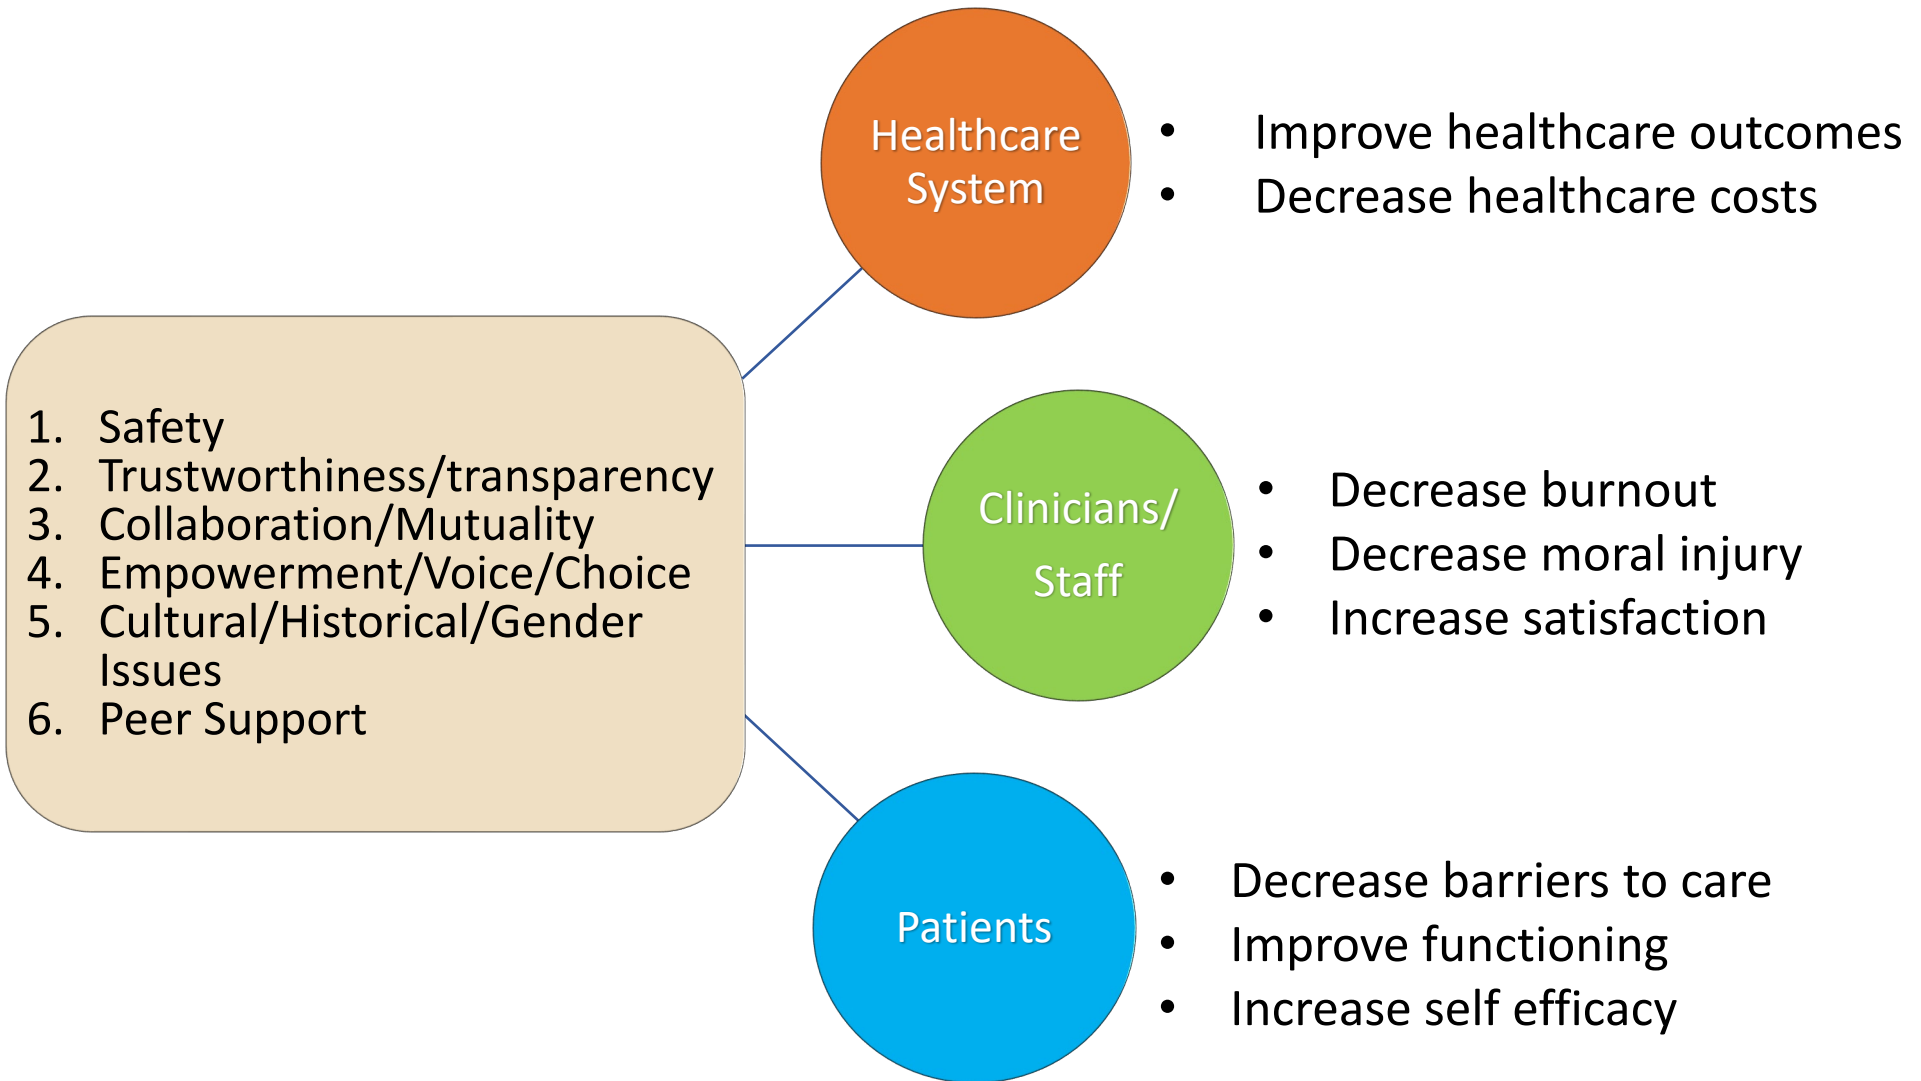 Healthcare
System
• Improve healthcare outcomes
• Decrease healthcare costs
1. Safety
2. Trustworthiness/transparency
3. Collaboration/Mutuality
4. Empowerment/Voice/Choice
5. Cultural/Historical/Gender
Issues
6. Peer Support
Clinicians/
Staff
• Decrease burnout
• Decrease moral injury
• Increase satisfaction
Patients
• Decrease barriers to care
• Improve functioning
• Increase self efficacy